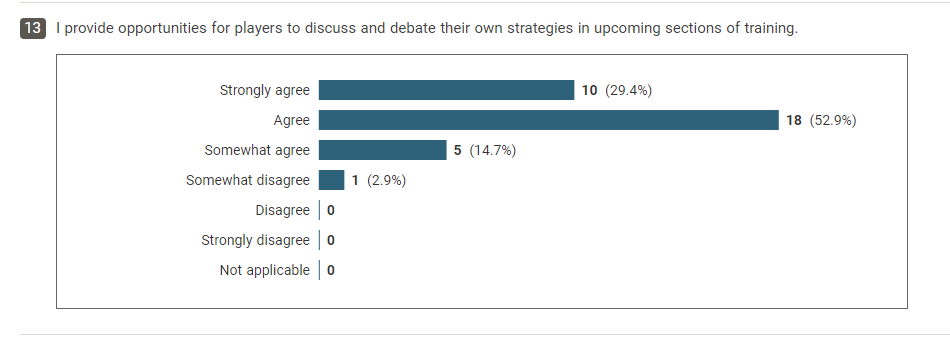 13 I provide opportunities for players to discuss and debate their own strategies in upcoming sections of training.
Strongly agree 10 (29.4%)
Agree 18 (52.9%)
Somewhat agree 5 (14.7%)
Somewhat disagree 1 (2.9%)
Disagree 0
Strongly disagree 0
Not applicable 0